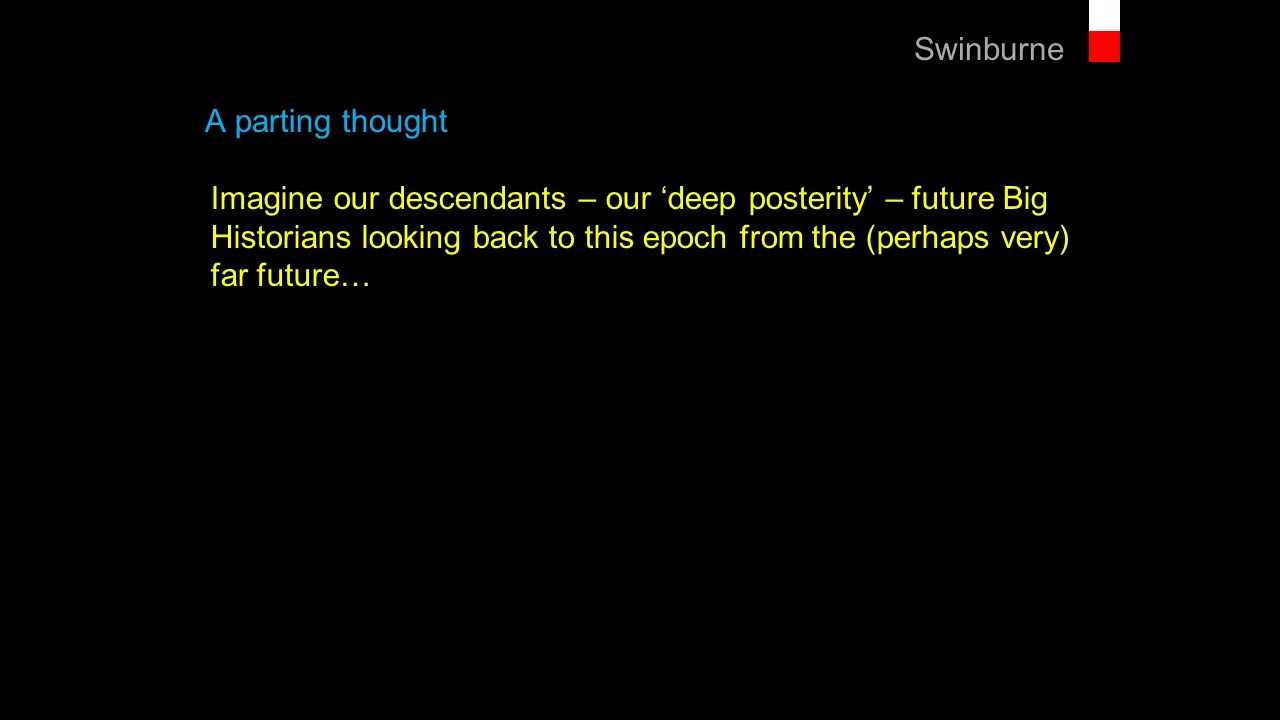 Swinburne
A parting thought
Imagine our descendants – our ‘deep posterity’ – future Big
Historians looking back to this epoch from the (perhaps very)
far future…